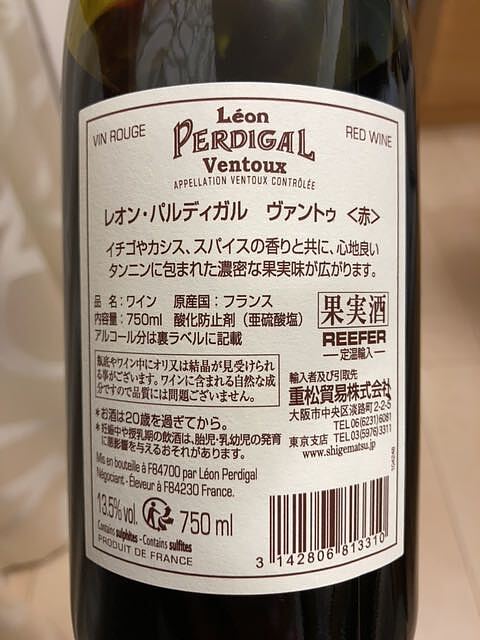 VIN ROUGE
Léon
PERDIGAL
Ventoux
RED WINE
APPELLATION VENTOUX CONTRÔLÉE
レオン・パルディガル ヴァントゥ <赤>
イチゴやカシス、スパイスの香りと共に、心地良い
タンニンに包まれた濃密な果実味が広がります。
品 名:ワイン 原産国:フランス
内容量:750ml 酸化防止剤(亜硫酸塩)
アルコール分は裏ラベルに記載
果実酒
REEFER
―定温輸入―
瓶底やワイン中にオリ又は結晶が見受けられ
る事がございます。ワインに含まれる自然な成
分ですので品質には問題ございません。
輸入者及び引取先
重松貿易株式会社
大阪市中央区淡路町2-2-5
TEL 06(6231)6081
東京支店 TEL 03(5976)3311
www.shigematsu.jp
*お酒は20歳を過ぎてから。
*妊娠中や授乳期の飲酒は、胎児・乳幼児の発育
に悪影響を与えるおそれがあります。
Mis en bouteille à F84700 par Léon Perdigal
Négociant - Éleveur à F84230 France.
13.5% vol.
750 ml
Contains sulphites - Contains sulfites
PRODUIT DE FRANCE
3 142806 813310